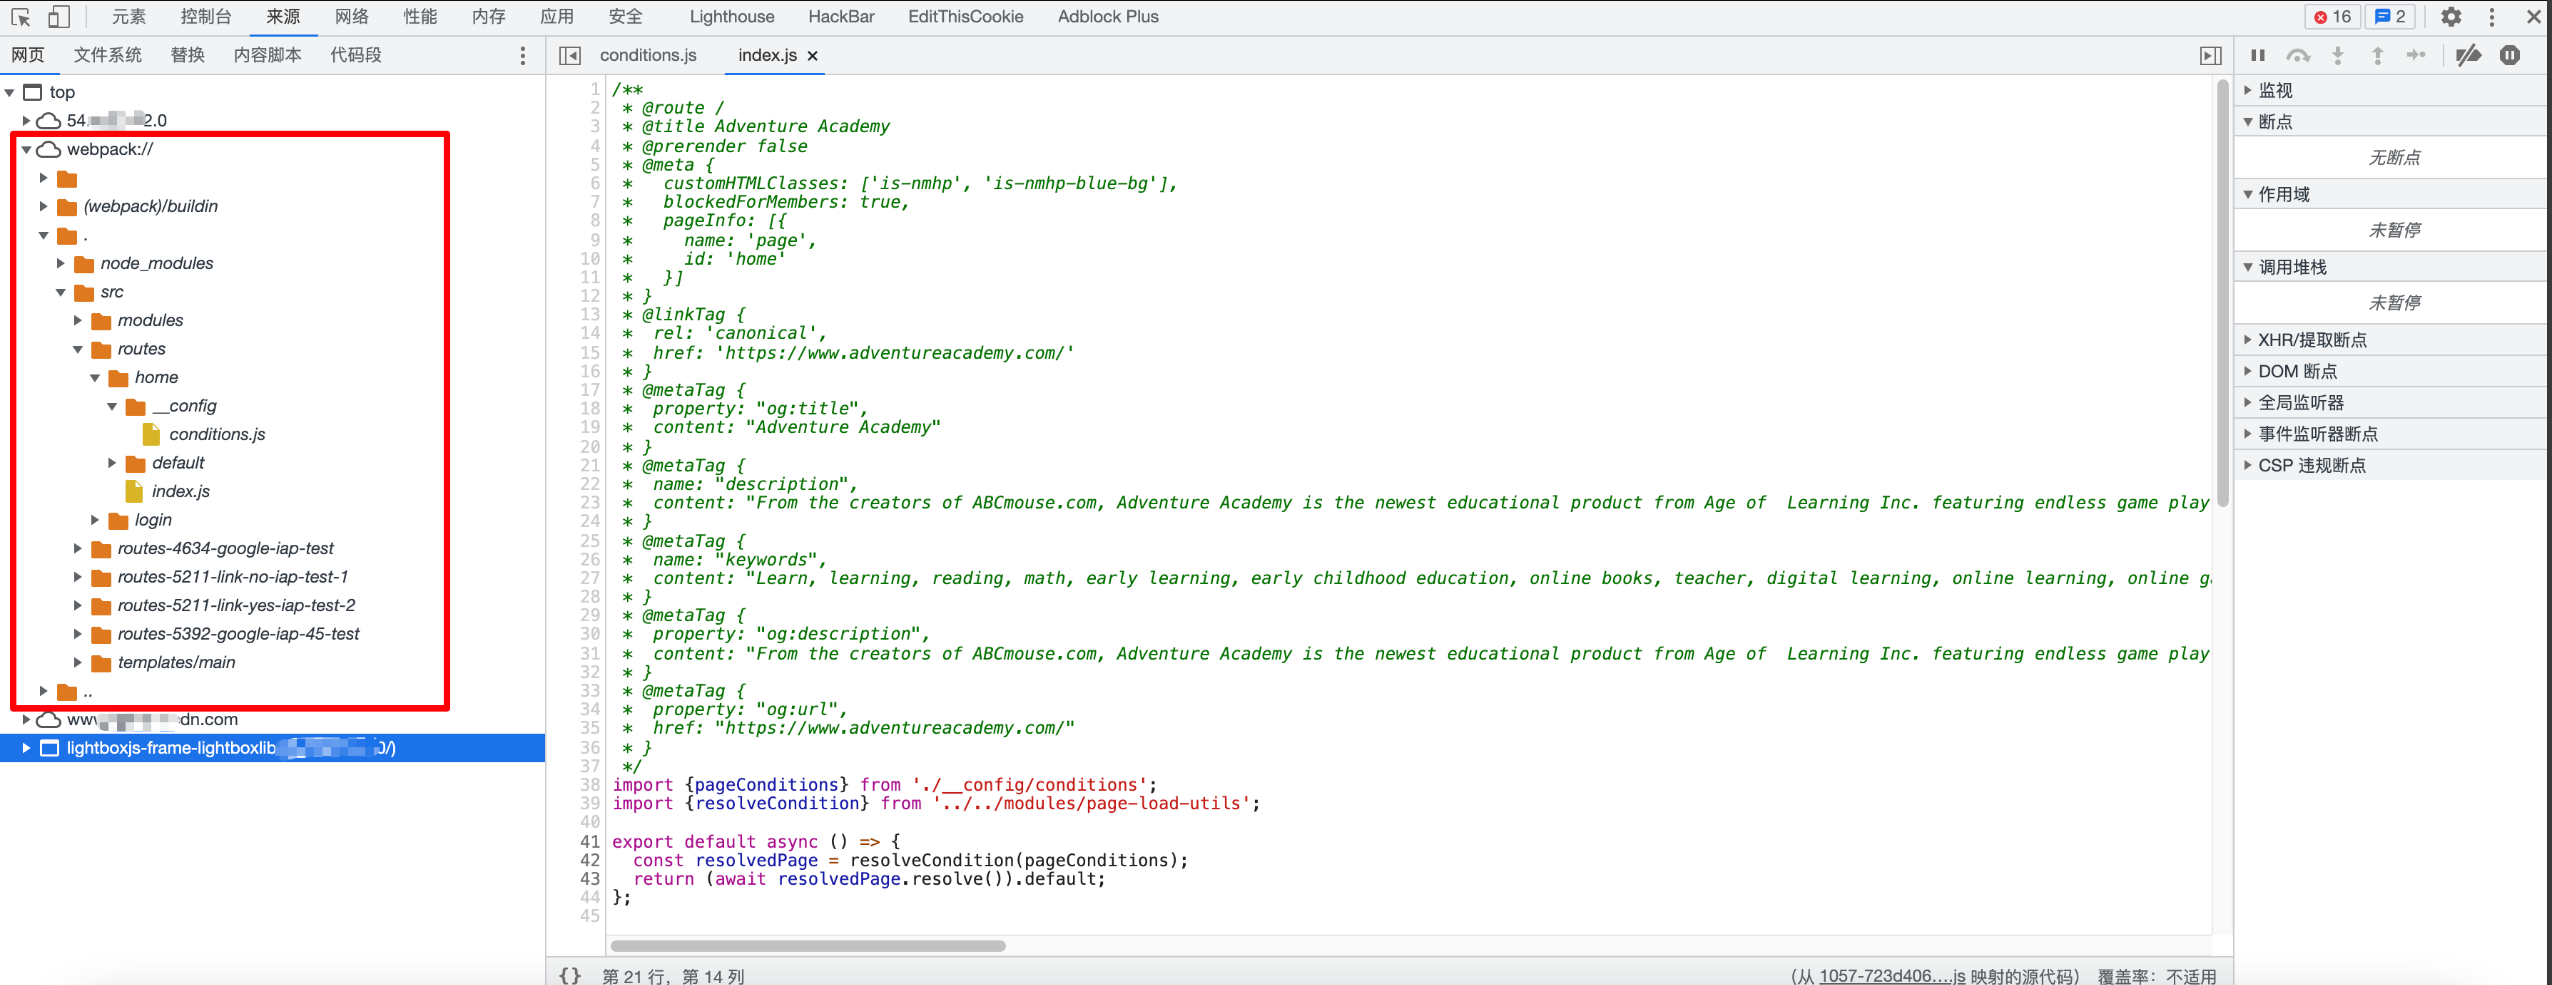 元素 控制台 来源 网络 性能 内存 应用 安全 Lighthouse HackBar EditThisCookie Adblock Plus 16 2
网页 文件系统 替换 内容脚本 代码段
conditions.js index.js
top
54. 2.0
webpack://
(webpack)/buildin
.
node_modules
src
modules
routes
home
__config
conditions.js
default
index.js
login
routes-4634-google-iap-test
routes-5211-link-no-iap-test-1
routes-5211-link-yes-iap-test-2
routes-5392-google-iap-45-test
templates/main
..
www dn.com
lightboxjs-frame-lightboxlib 0/)
1 /**
2 * @route /
3 * @title Adventure Academy
4 * @prerender false
5 * @meta {
6 * customHTMLClasses: ['is-nmhp', 'is-nmhp-blue-bg'],
7 * blockedForMembers: true,
8 * pageInfo: [{
9 * name: 'page',
10 * id: 'home'
11 * }]
12 * }
13 * @linkTag {
14 * rel: 'canonical',
15 * href: 'https://www.adventureacademy.com/'
16 * }
17 * @metaTag {
18 * property: "og:title",
19 * content: "Adventure Academy"
20 * }
21 * @metaTag {
22 * name: "description",
23 * content: "From the creators of ABCmouse.com, Adventure Academy is the newest educational product from Age of  Learning Inc. featuring endless game play
24 * }
25 * @metaTag {
26 * name: "keywords",
27 * content: "Learn, learning, reading, math, early learning, early childhood education, online books, teacher, digital learning, online learning, online ga
28 * }
29 * @metaTag {
30 * property: "og:description",
31 * content: "From the creators of ABCmouse.com, Adventure Academy is the newest educational product from Age of  Learning Inc. featuring endless game play
32 * }
33 * @metaTag {
34 * property: "og:url",
35 * href: "https://www.adventureacademy.com/"
36 * }
37 */
38 import {pageConditions} from './__config/conditions';
39 import {resolveCondition} from '../../modules/page-load-utils';
40
41 export default async () => {
42 const resolvedPage = resolveCondition(pageConditions);
43 return (await resolvedPage.resolve()).default;
44 };
45
{} 第 21 行，第 14 列
(从 1057-723d406….js 映射的源代码) 覆盖率：不适用
监视
断点
无断点
作用域
未暂停
调用堆栈
未暂停
XHR/提取断点
DOM 断点
全局监听器
事件监听器断点
CSP 违规断点